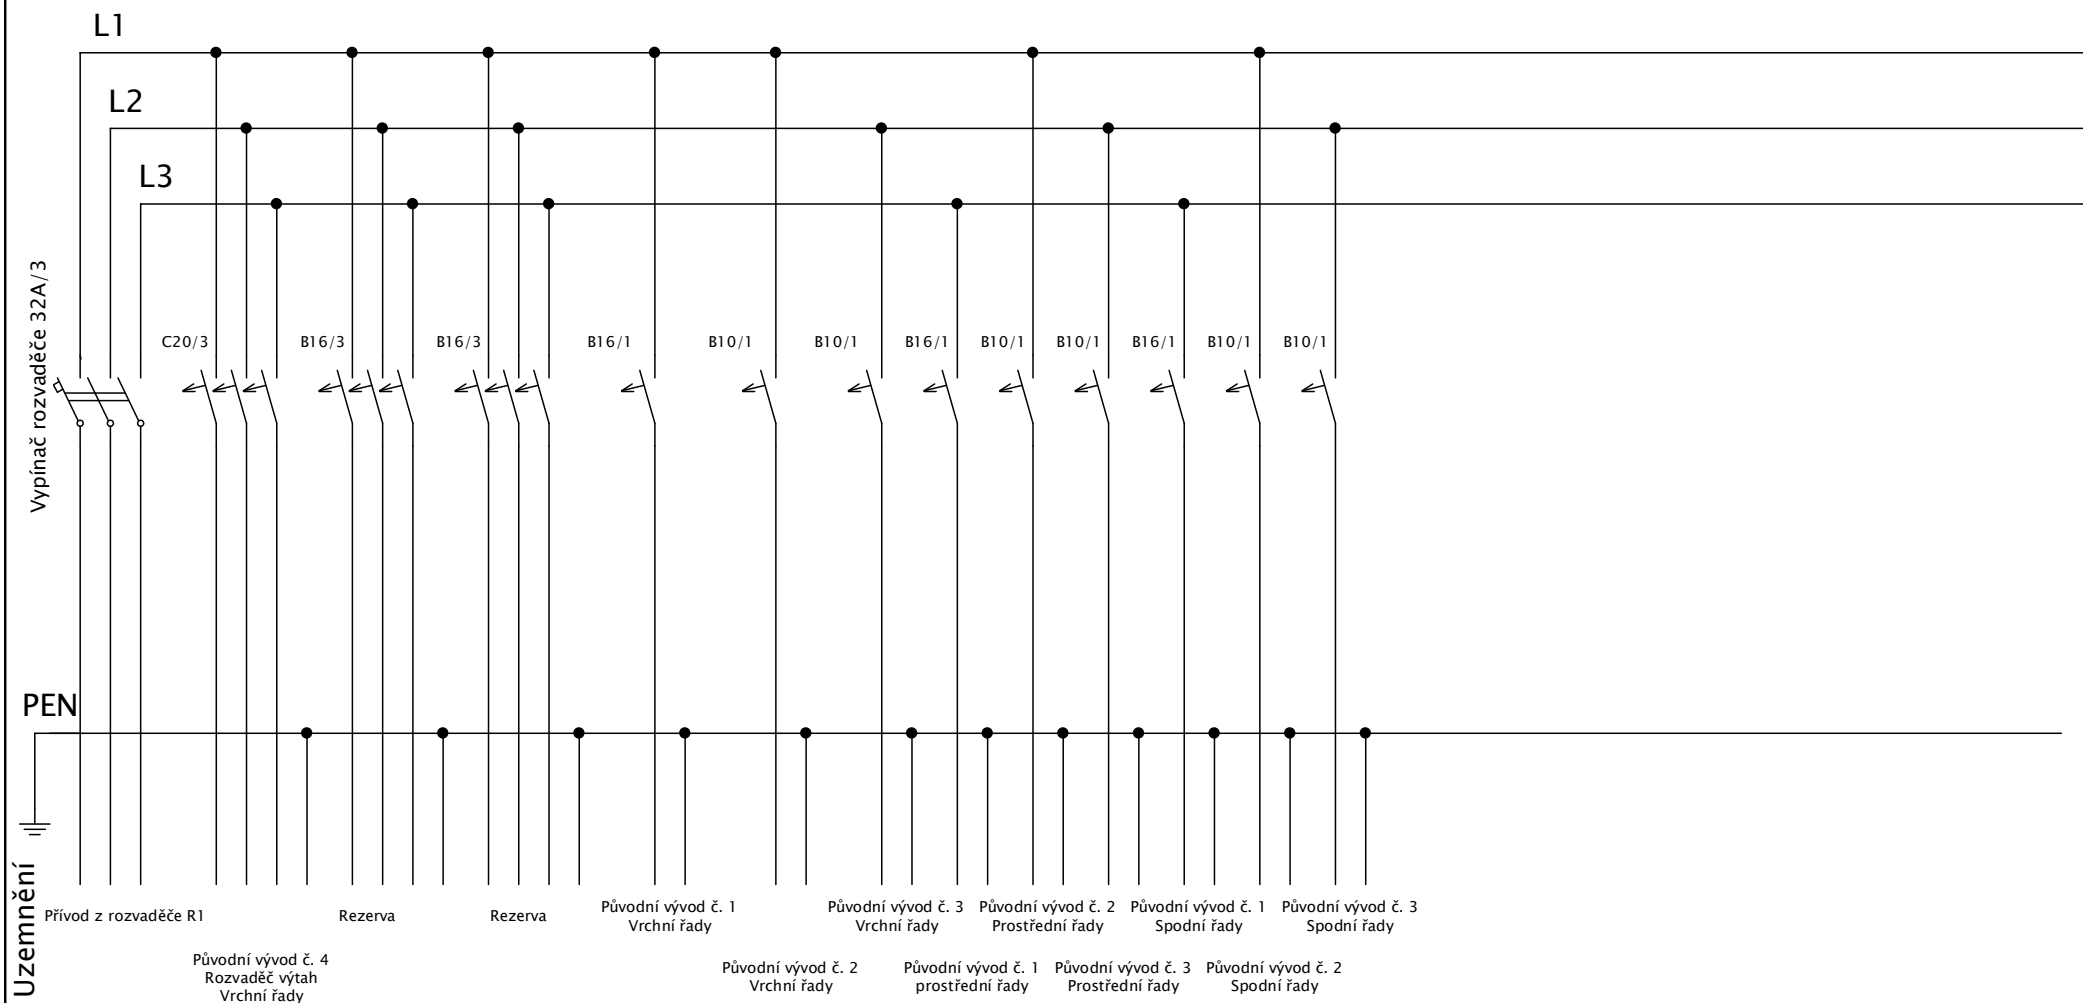 L1
L2
L3
Vypínač rozvaděče 32A/3
C20/3
B16/3
B16/3
B16/1
B10/1
B10/1
B16/1
B10/1
B10/1
B16/1
B10/1
B10/1
PEN
Uzemnění
Přívod z rozvaděče R1
Původní vývod č. 4
Rozvaděč výtah
Vrchní řady
Rezerva
Rezerva
Původní vývod č. 1
Vrchní řady
Původní vývod č. 2
Vrchní řady
Původní vývod č. 3
Vrchní řady
Původní vývod č. 1
prostřední řady
Původní vývod č. 2
Prostřední řady
Původní vývod č. 3
Prostřední řady
Původní vývod č. 1
Spodní řady
Původní vývod č. 2
Spodní řady
Původní vývod č. 3
Spodní řady